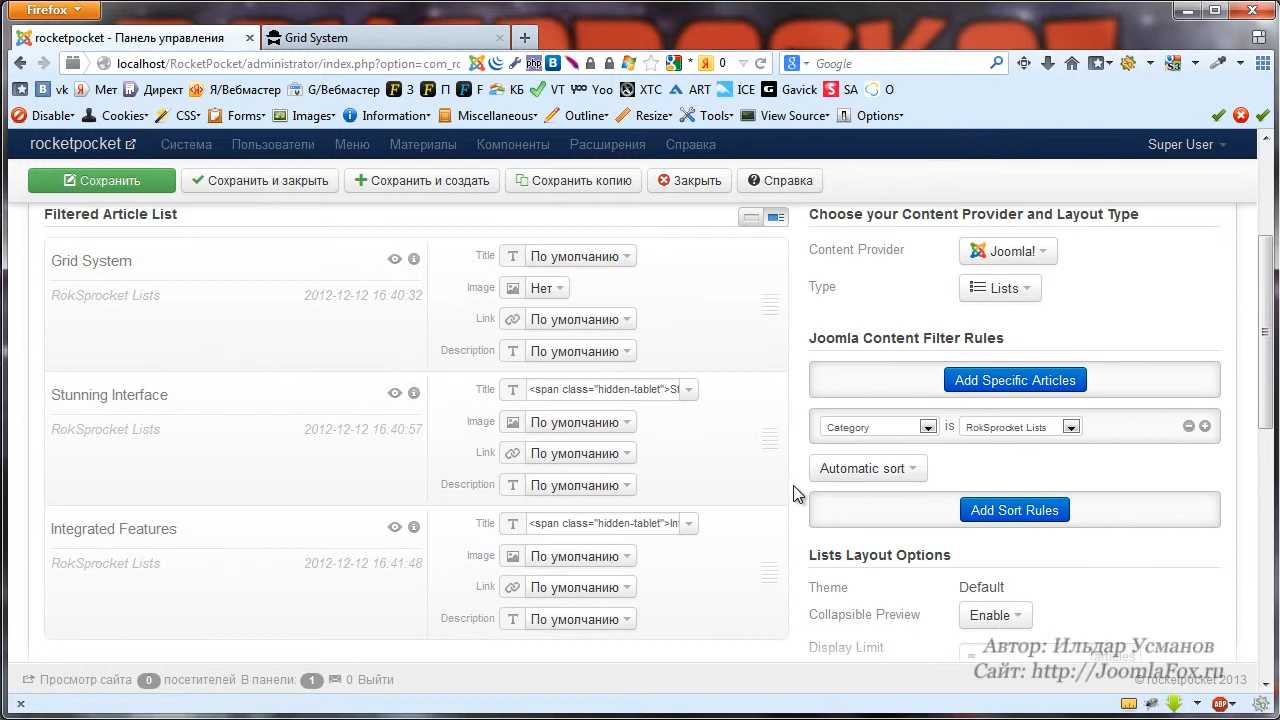 Firefox
rocketpocket - Панель управления
Grid System
localhost/RocketPocket/administrator/index.php?option=com_ro
0
Google
vk Мет Директ Я/Вебмастер G/Вебмастер З П F КБ VT Yoo XTC ART ICE Gavick SA O
Disable Cookies CSS Forms Images Information Miscellaneous Outline Resize Tools View Source Options
rocketpocket Система Пользователи Меню Материалы Компоненты Расширения Справка Super User
Сохранить Сохранить и закрыть Сохранить и создать Сохранить копию Закрыть Справка
Filtered Article List
Grid System
RokSprocket Lists 2012-12-12 16:40:32
Title По умолчанию
Image Нет
Link По умолчанию
Description По умолчанию
Stunning Interface
RokSprocket Lists 2012-12-12 16:40:57
Title <span class="hidden-tablet">St
Image По умолчанию
Link По умолчанию
Description По умолчанию
Integrated Features
RokSprocket Lists 2012-12-12 16:41:48
Title <span class="hidden-tablet">In
Image По умолчанию
Link По умолчанию
Description По умолчанию
Choose your Content Provider and Layout Type
Content Provider Joomla!
Type Lists
Joomla Content Filter Rules
Add Specific Articles
Category is RokSprocket Lists
Automatic sort
Add Sort Rules
Lists Layout Options
Theme Default
Collapsible Preview Enable
Display Limit ∞ articles
Автор: Ильдар Усманов
Сайт: http://JoomlaFox.ru
Просмотр сайта 0 посетителей В панели: 1 0 Выйти
© rocketpocket 2013
ABP